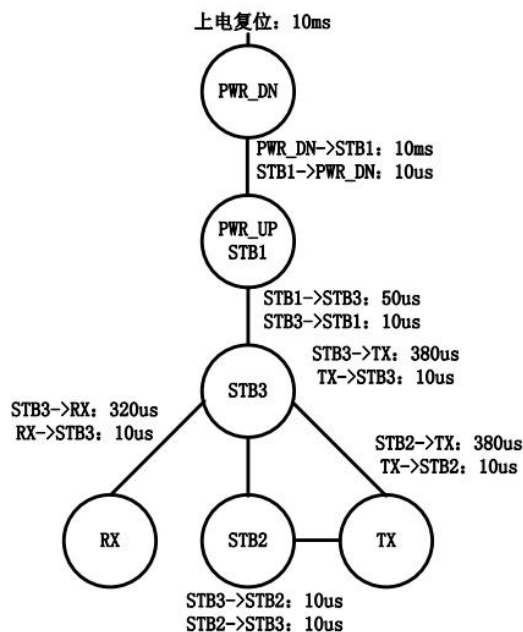 上电复位: 10ms
PWR_DN
PWR_DN->STB1: 10ms
STB1->PWR_DN: 10us
PWR_UP
STB1
STB1->STB3: 50us
STB3->STB1: 10us
STB3->TX: 380us
TX->STB3: 10us
STB3
STB3->RX: 320us
RX->STB3: 10us
STB2->TX: 380us
TX->STB2: 10us
RX
STB2
TX
STB3->STB2: 10us
STB2->STB3: 10us